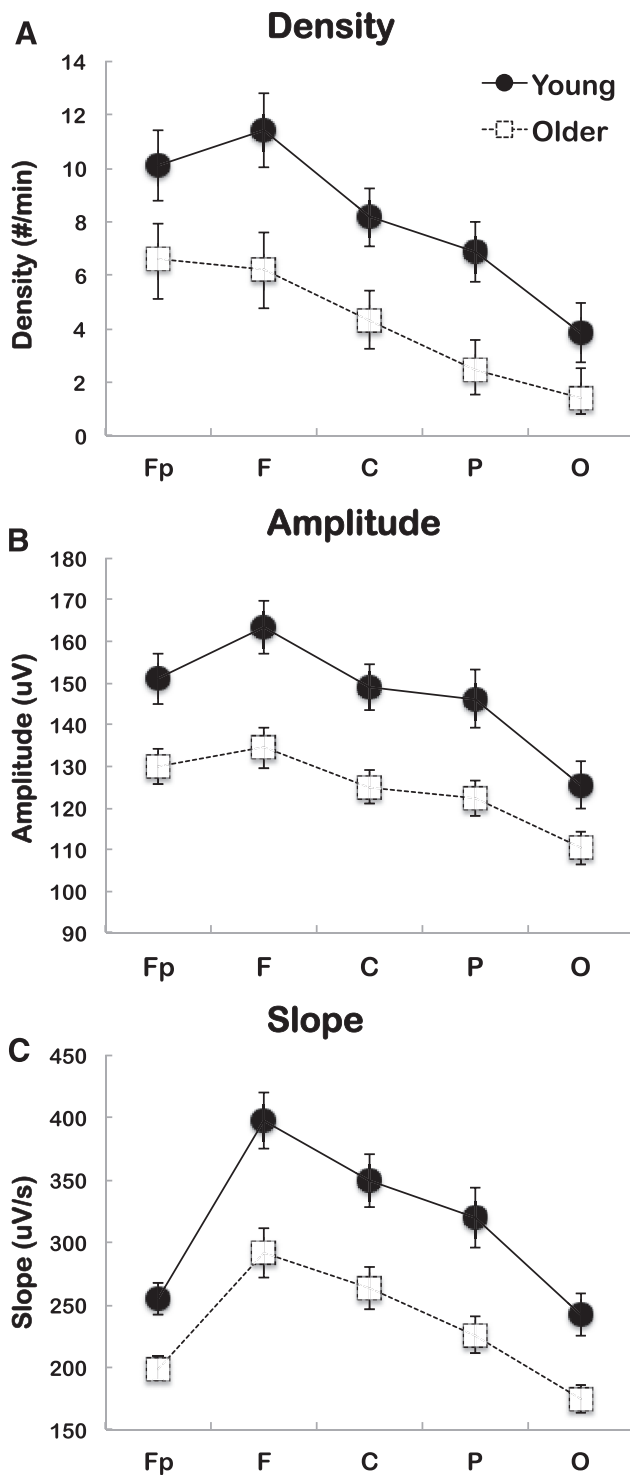 A
Density
14
12
10
8
6
4
2
0
Density (#/min)
Young
Older
Fp F C P O
B
Amplitude
180
170
160
150
140
130
120
110
100
90
Amplitude (uV)
Fp F C P O
C
Slope
450
400
350
300
250
200
150
Slope (uV/s)
Fp F C P O